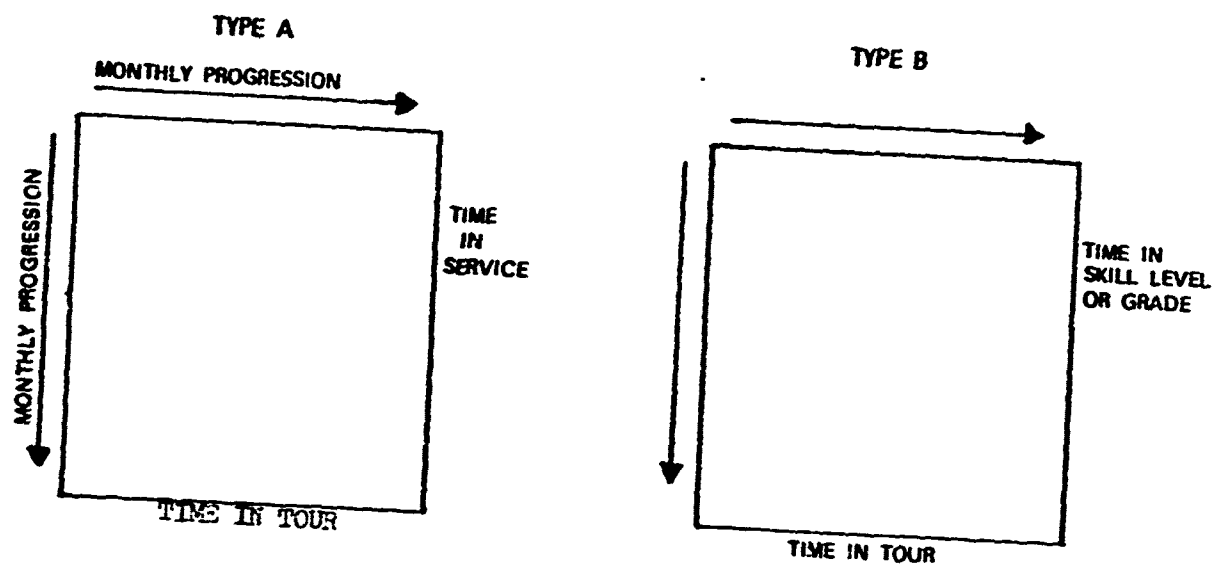 TYPE A
MONTHLY PROGRESSION
MONTHLY PROGRESSION
TIME
IN
SERVICE
TIME IN TOUR
TYPE B
TIME IN
SKILL LEVEL
OR GRADE
TIME IN TOUR